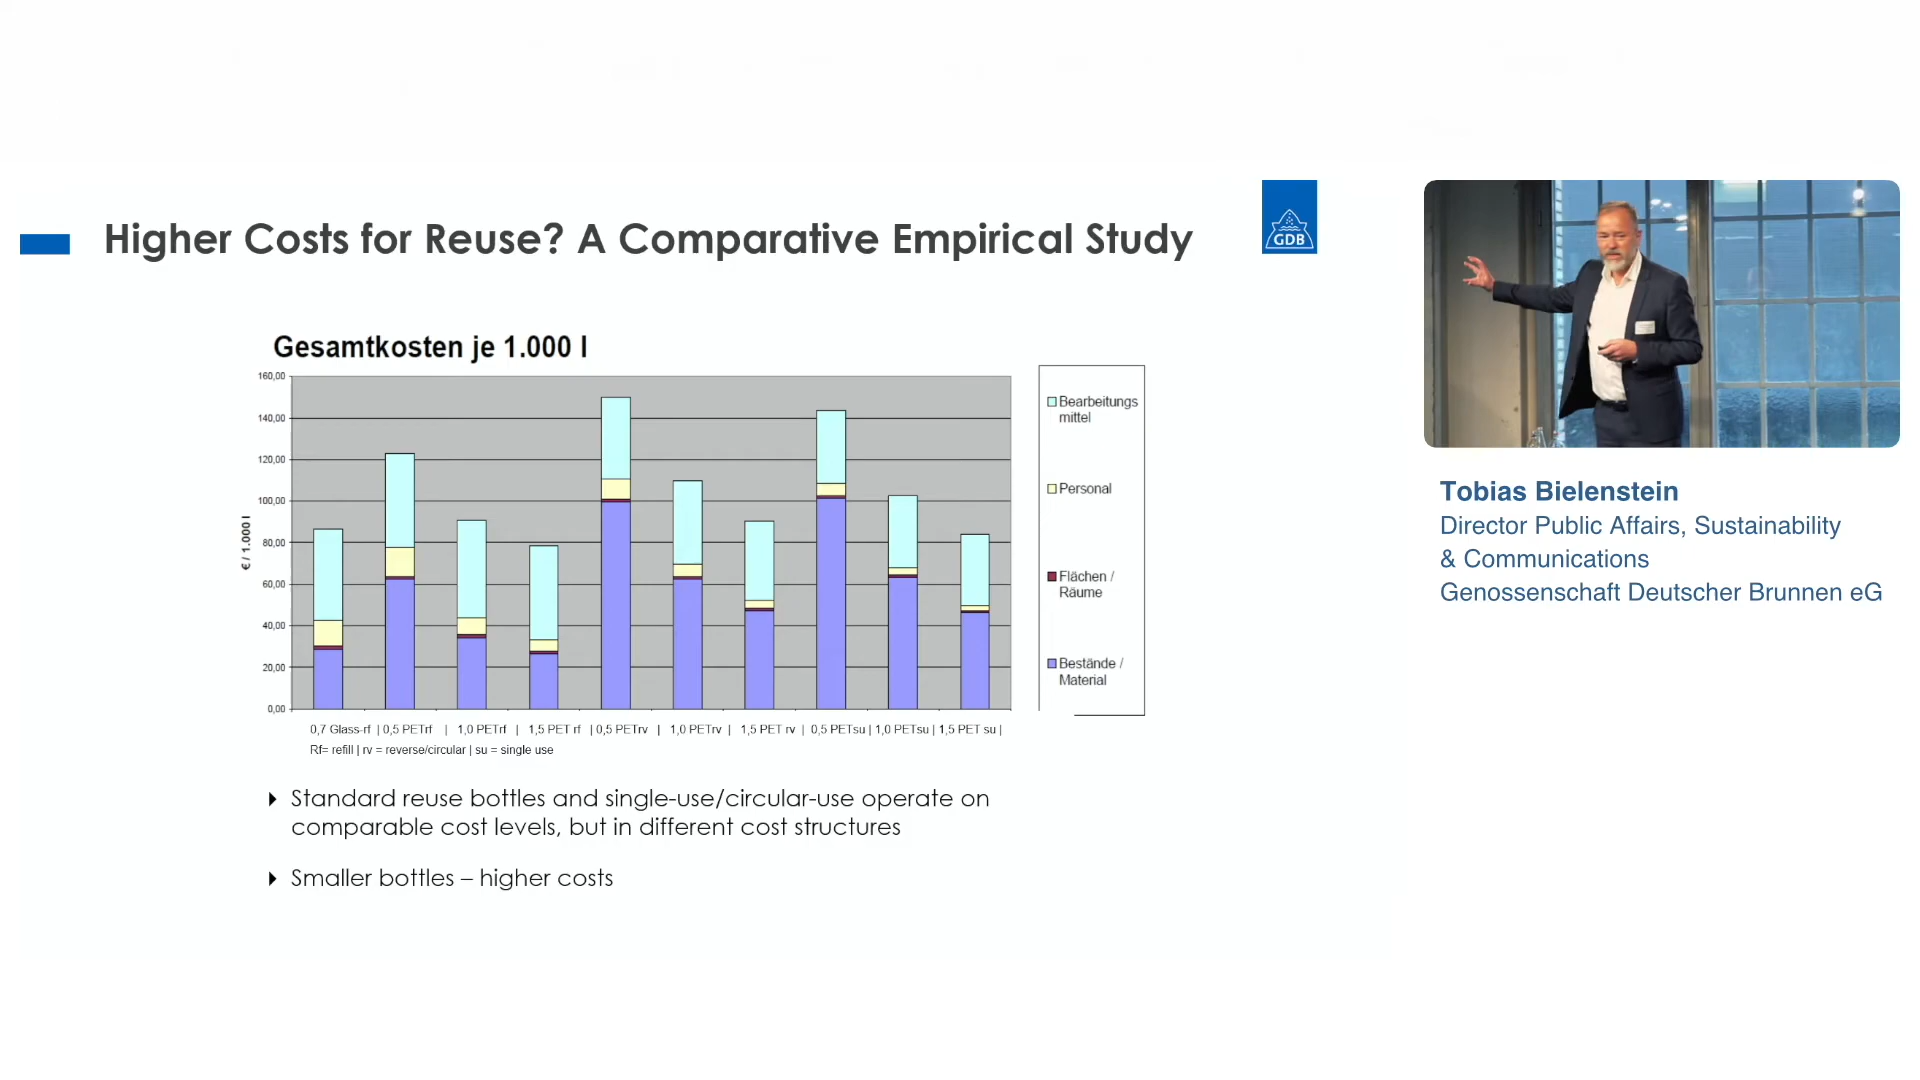 Higher Costs for Reuse? A Comparative Empirical Study
GDB
Gesamtkosten je 1.000 l
€ / 1.000 l
160,00
140,00
120,00
100,00
80,00
60,00
40,00
20,00
0,00
0,7 Glass-rf | 0,5 PETrf | 1,0 PETrf | 1,5 PET rf | 0,5 PETrv | 1,0 PETrv | 1,5 PET rv | 0,5 PETsu | 1,0 PETsu | 1,5 PET su |
Rf= refill | rv = reverse/circular | su = single use
Bearbeitungs
mittel
Personal
Flächen /
Räume
Bestände /
Material
Standard reuse bottles and single-use/circular-use operate on
comparable cost levels, but in different cost structures
Smaller bottles – higher costs
Tobias Bielenstein
Director Public Affairs, Sustainability
& Communications
Genossenschaft Deutscher Brunnen eG